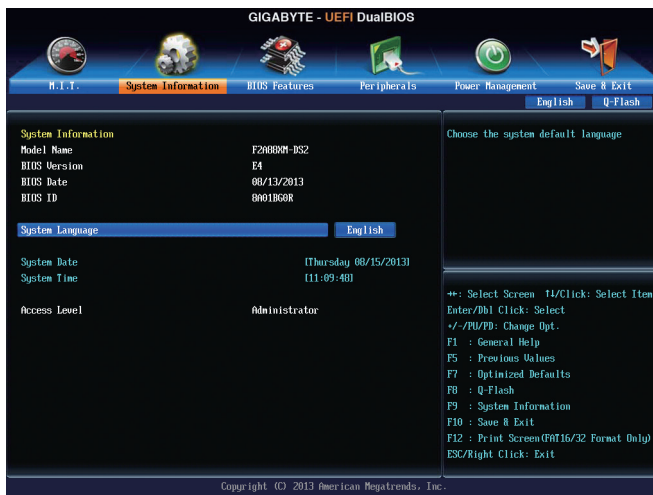 GIGABYTE - UEFI DualBIOS
M.I.T. System Information BIOS Features Peripherals Power Management Save & Exit
English Q-Flash
System Information
Model Name F2A88XM-DS2
BIOS Version E4
BIOS Date 08/13/2013
BIOS ID 8A01BG0R
System Language English
System Date [Thursday 08/15/2013]
System Time [11:09:48]
Access Level Administrator
Choose the system default language
→←: Select Screen ↑↓/Click: Select Item
Enter/Dbl Click: Select
+/-/PU/PD: Change Opt.
F1 : General Help
F5 : Previous Values
F7 : Optimized Defaults
F8 : Q-Flash
F9 : System Information
F10 : Save & Exit
F12 : Print Screen(FAT16/32 Format Only)
ESC/Right Click: Exit
Copyright (C) 2013 American Megatrends, Inc.